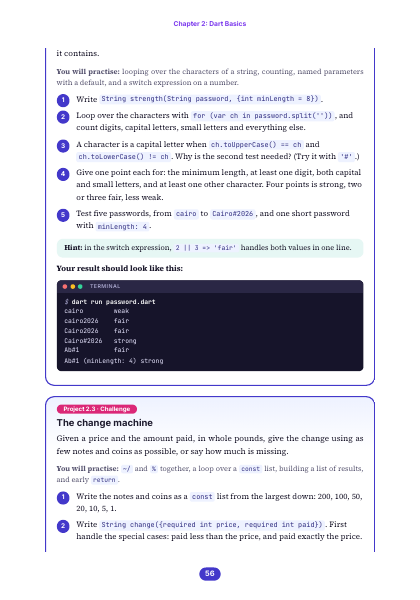 Chapter 2: Dart Basics
it contains.
You will practise: looping over the characters of a string, counting, named parameters
with a default, and a switch expression on a number.
1 Write String strength(String password, {int minLength = 8}).
2 Loop over the characters with for (var ch in password.split('')), and
count digits, capital letters, small letters and everything else.
3 A character is a capital letter when ch.toUpperCase() == ch and
ch.toLowerCase() != ch. Why is the second test needed? (Try it with '#'.)
4 Give one point each for: the minimum length, at least one digit, both capital
and small letters, and at least one other character. Four points is strong, two
or three fair, less weak.
5 Test five passwords, from cairo to Cairo#2026, and one short password
with minLength: 4.
Hint: in the switch expression, 2 || 3 => 'fair' handles both values in one line.
Your result should look like this:
TERMINAL
$ dart run password.dart
cairo weak
cairo2026 fair
Cairo2026 fair
Cairo#2026 strong
Ab#1 fair
Ab#1 (minLength: 4) strong
Project 2.3 · Challenge
The change machine
Given a price and the amount paid, in whole pounds, give the change using as
few notes and coins as possible, or say how much is missing.
You will practise: ~/ and % together, a loop over a const list, building a list of results,
and early return.
1 Write the notes and coins as a const list from the largest down: 200, 100, 50,
20, 10, 5, 1.
2 Write String change({required int price, required int paid}). First
handle the special cases: paid less than the price, and paid exactly the price.
56